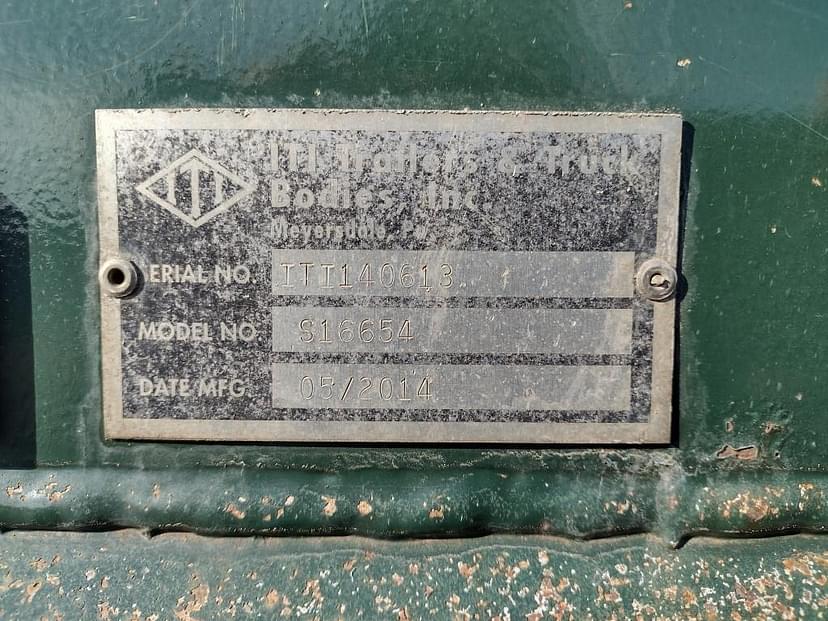 ITI
ITI Trailers & Truck
Bodies, Inc.
Meyersdale, Pa.
ERIAL NO. ITI140613
MODEL NO S16654
DATE MFG. 05/2014